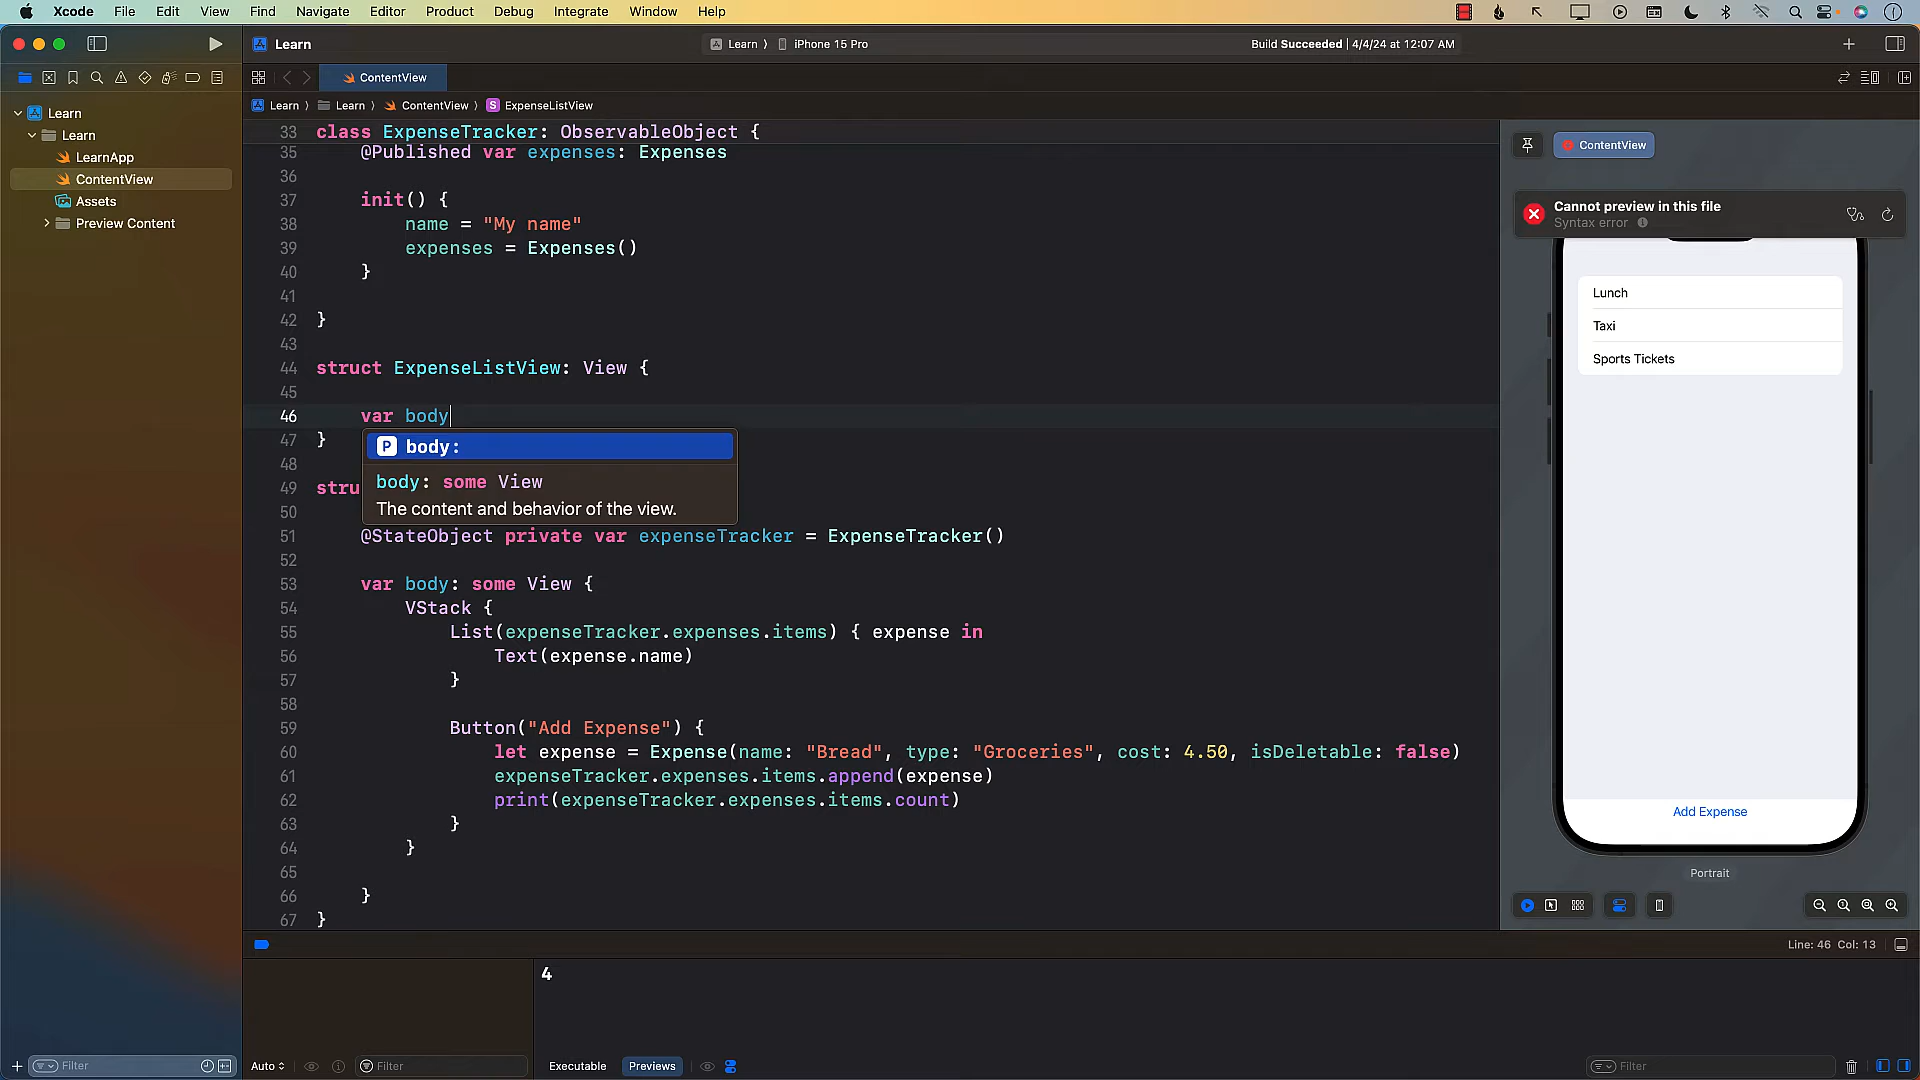 Xcode File Edit View Find Navigate Editor Product Debug Integrate Window Help
Learn
Learn 〉 iPhone 15 Pro
Build Succeeded | 4/4/24 at 12:07 AM
ContentView
Learn 〉 Learn 〉 ContentView 〉 S ExpenseListView
Learn
Learn
LearnApp
ContentView
Assets
Preview Content
33 class ExpenseTracker: ObservableObject {
35 @Published var expenses: Expenses
36
37 init() {
38 name = "My name"
39 expenses = Expenses()
40 }
41
42 }
43
44 struct ExpenseListView: View {
45
46 var body
47 }
P body:
body: some View
The content and behavior of the view.
48
49 stru
50
51 @StateObject private var expenseTracker = ExpenseTracker()
52
53 var body: some View {
54 VStack {
55 List(expenseTracker.expenses.items) { expense in
56 Text(expense.name)
57 }
58
59 Button("Add Expense") {
60 let expense = Expense(name: "Bread", type: "Groceries", cost: 4.50, isDeletable: false)
61 expenseTracker.expenses.items.append(expense)
62 print(expenseTracker.expenses.items.count)
63 }
64 }
65
66 }
67 }
ContentView
Cannot preview in this file
Syntax error
Lunch
Taxi
Sports Tickets
Add Expense
Portrait
Line: 46 Col: 13
4
Filter
Auto
Filter
Executable
Previews
Filter